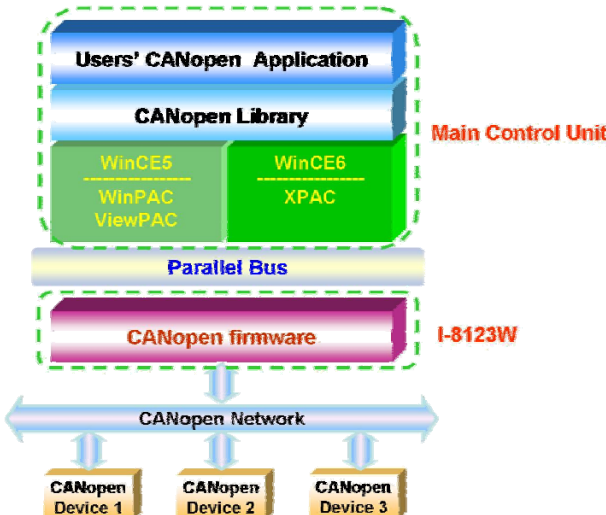 Users' CANopen Application
CANopen Library
Main Control Unit
WinCE5
----------------
WinPAC
ViewPAC
WinCE6
----------------
XPAC
Parallel Bus
CANopen firmware
I-8123W
CANopen Network
CANopen
Device 1
CANopen
Device 2
CANopen
Device 3